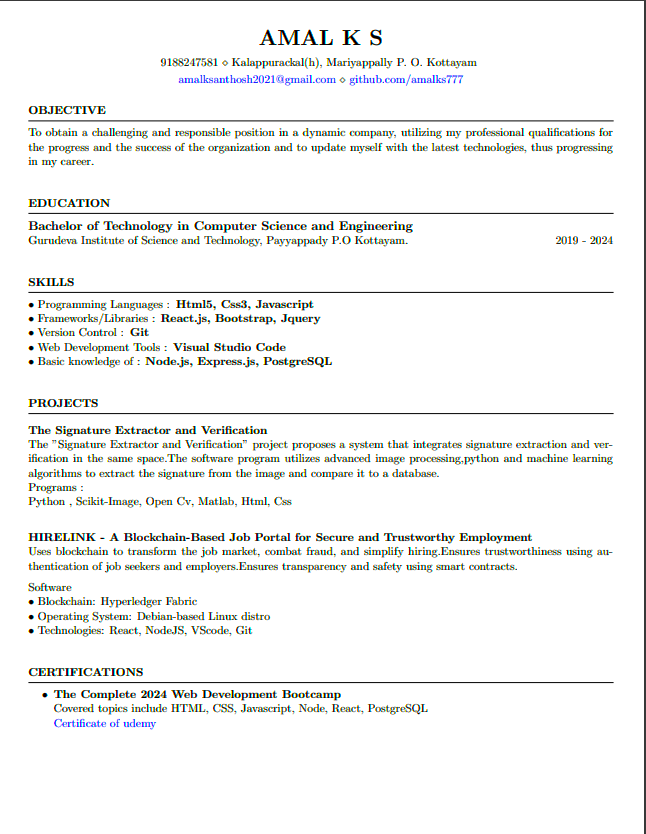 AMAL K S
9188247581 ⋄ Kalappurackal(h), Mariyappally P. O. Kottayam
amalksanthosh2021@gmail.com ⋄ github.com/amalks777
OBJECTIVE
To obtain a challenging and responsible position in a dynamic company, utilizing my professional qualifications for
the progress and the success of the organization and to update myself with the latest technologies, thus progressing
in my career.
EDUCATION
Bachelor of Technology in Computer Science and Engineering
Gurudeva Institute of Science and Technology, Payyappady P.O Kottayam. 2019 - 2024
SKILLS
• Programming Languages : Html5, Css3, Javascript
• Frameworks/Libraries : React.js, Bootstrap, Jquery
• Version Control : Git
• Web Development Tools : Visual Studio Code
• Basic knowledge of : Node.js, Express.js, PostgreSQL
PROJECTS
The Signature Extractor and Verification
The "Signature Extractor and Verification" project proposes a system that integrates signature extraction and ver-
ification in the same space.The software program utilizes advanced image processing,python and machine learning
algorithms to extract the signature from the image and compare it to a database.
Programs :
Python , Scikit-Image, Open Cv, Matlab, Html, Css
HIRELINK - A Blockchain-Based Job Portal for Secure and Trustworthy Employment
Uses blockchain to transform the job market, combat fraud, and simplify hiring.Ensures trustworthiness using au-
thentication of job seekers and employers.Ensures transparency and safety using smart contracts.
Software
• Blockchain: Hyperledger Fabric
• Operating System: Debian-based Linux distro
• Technologies: React, NodeJS, VScode, Git
CERTIFICATIONS
• The Complete 2024 Web Development Bootcamp
Covered topics include HTML, CSS, Javascript, Node, React, PostgreSQL
Certificate of udemy